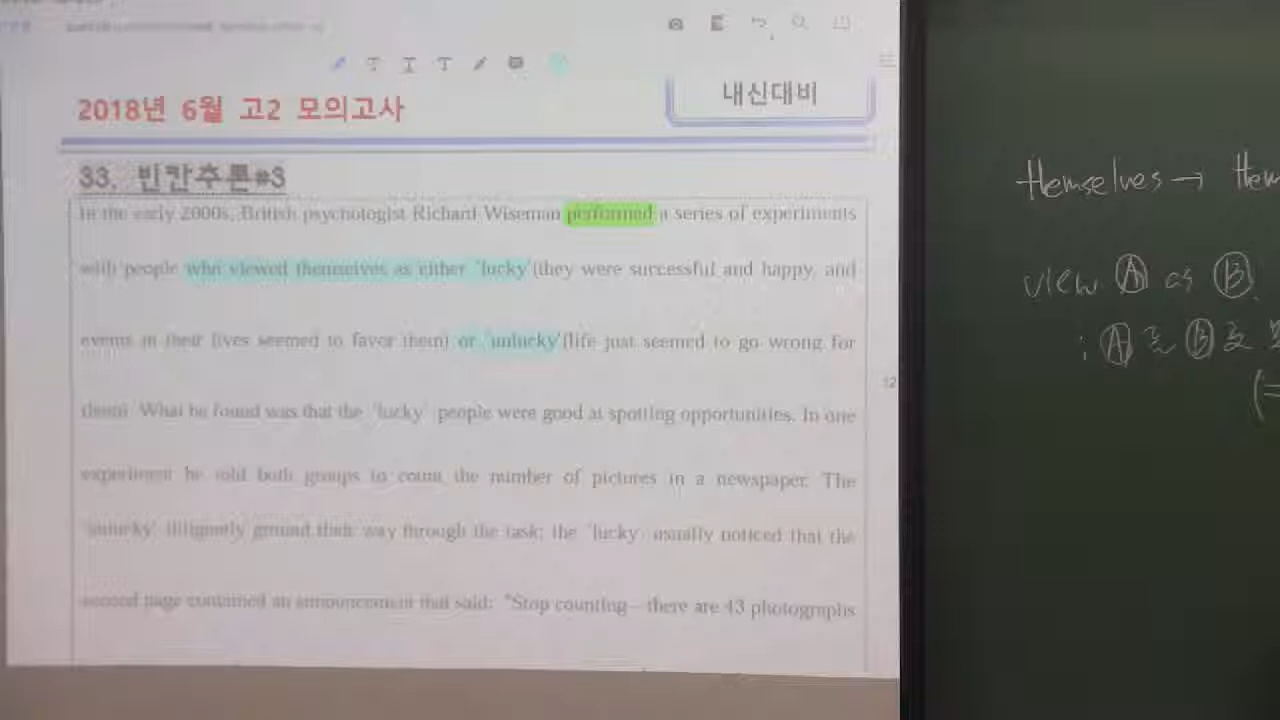 2018년 6월 고2 모의고사
내신대비
33. 빈칸추론#3
In the early 2000s, British psychologist Richard Wiseman performed a series of experiments
with people who viewed themselves as either 'lucky'(they were successful and happy, and
events in their lives seemed to favor them) or 'unlucky'(life just seemed to go wrong for
them). What he found was that the 'lucky' people were good at spotting opportunities. In one
experiment he told both groups to count the number of pictures in a newspaper. The
'unlucky' diligently ground their way through the task; the 'lucky' usually noticed that the
second page contained an announcement that said: "Stop counting—there are 43 photographs
12
themselves →
view Ⓐ as Ⓑ
: Ⓐ를 Ⓑ로
(=